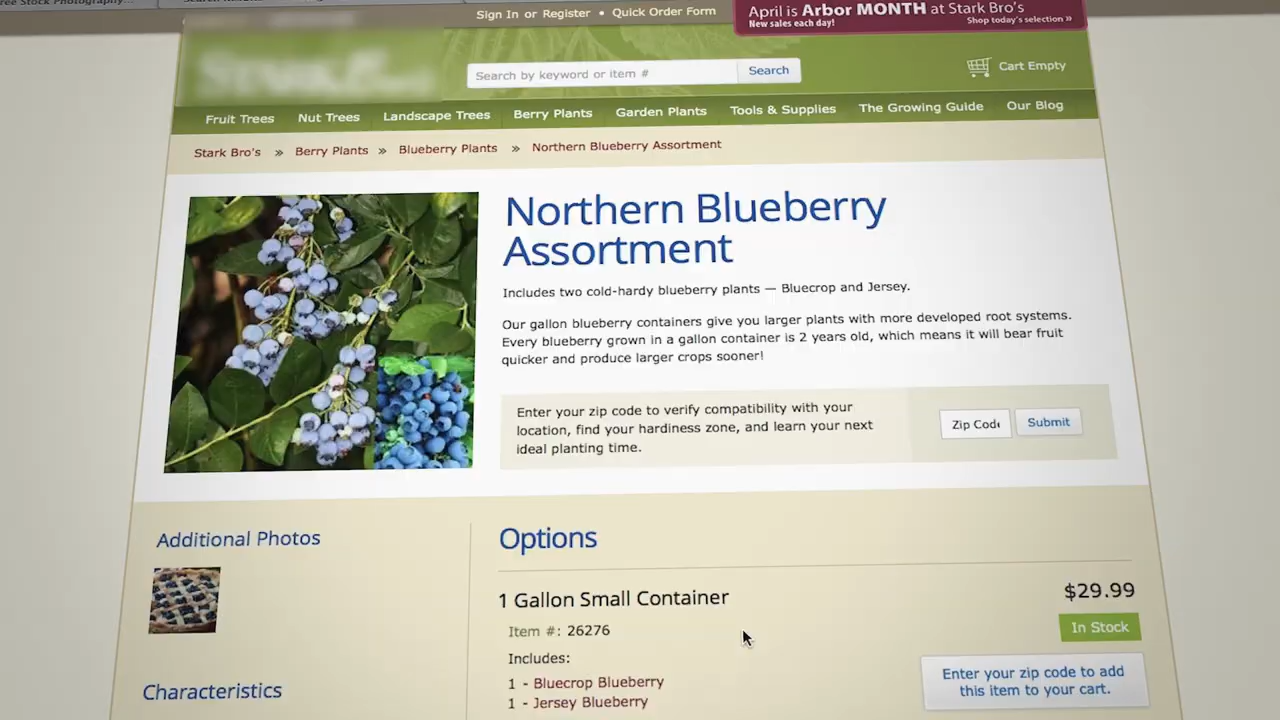 ree Stock Photography...
Sign In or Register • Quick Order Form
April is Arbor MONTH at Stark Bro's
New sales each day!
Shop today's selection »
Search by keyword or item #
Search
Cart Empty
Fruit Trees
Nut Trees
Landscape Trees
Berry Plants
Garden Plants
Tools & Supplies
The Growing Guide
Our Blog
Stark Bro's » Berry Plants » Blueberry Plants » Northern Blueberry Assortment
Northern Blueberry
Assortment
Includes two cold-hardy blueberry plants — Bluecrop and Jersey.
Our gallon blueberry containers give you larger plants with more developed root systems.
Every blueberry grown in a gallon container is 2 years old, which means it will bear fruit
quicker and produce larger crops sooner!
Enter your zip code to verify compatibility with your
location, find your hardiness zone, and learn your next
ideal planting time.
Zip Code
Submit
Additional Photos
Options
1 Gallon Small Container
$29.99
Item #: 26276
In Stock
Includes:
1 - Bluecrop Blueberry
1 - Jersey Blueberry
Enter your zip code to add
this item to your cart.
Characteristics